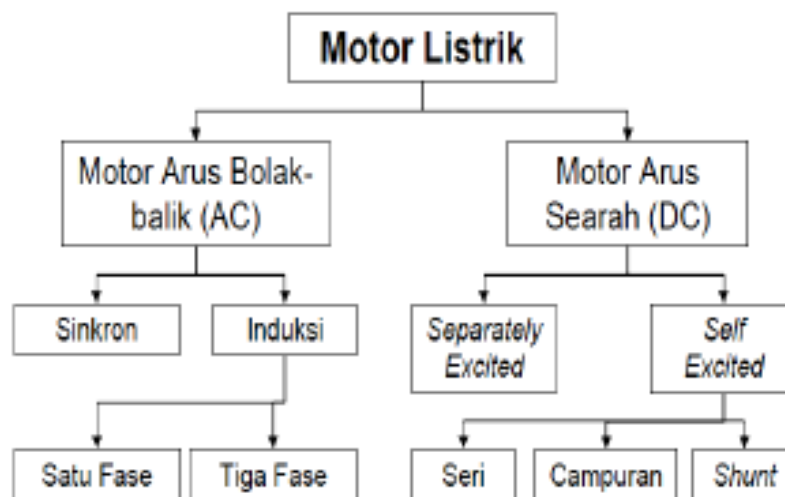 Motor Listrik
Motor Arus Bolak-
balik (AC)
Motor Arus
Searah (DC)
Sinkron
Induksi
Separately
Excited
Self
Excited
Satu Fase
Tiga Fase
Seri
Campuran
Shunt